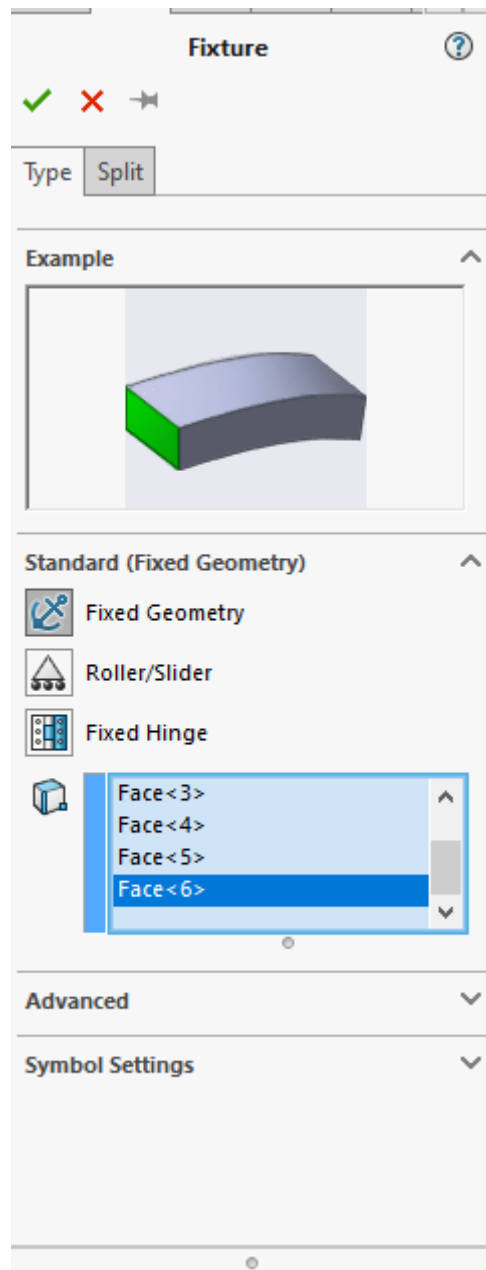 Fixture
Type Split
Example
Standard (Fixed Geometry)
Fixed Geometry
Roller/Slider
Fixed Hinge
Face<3>
Face<4>
Face<5>
Face<6>
Advanced
Symbol Settings